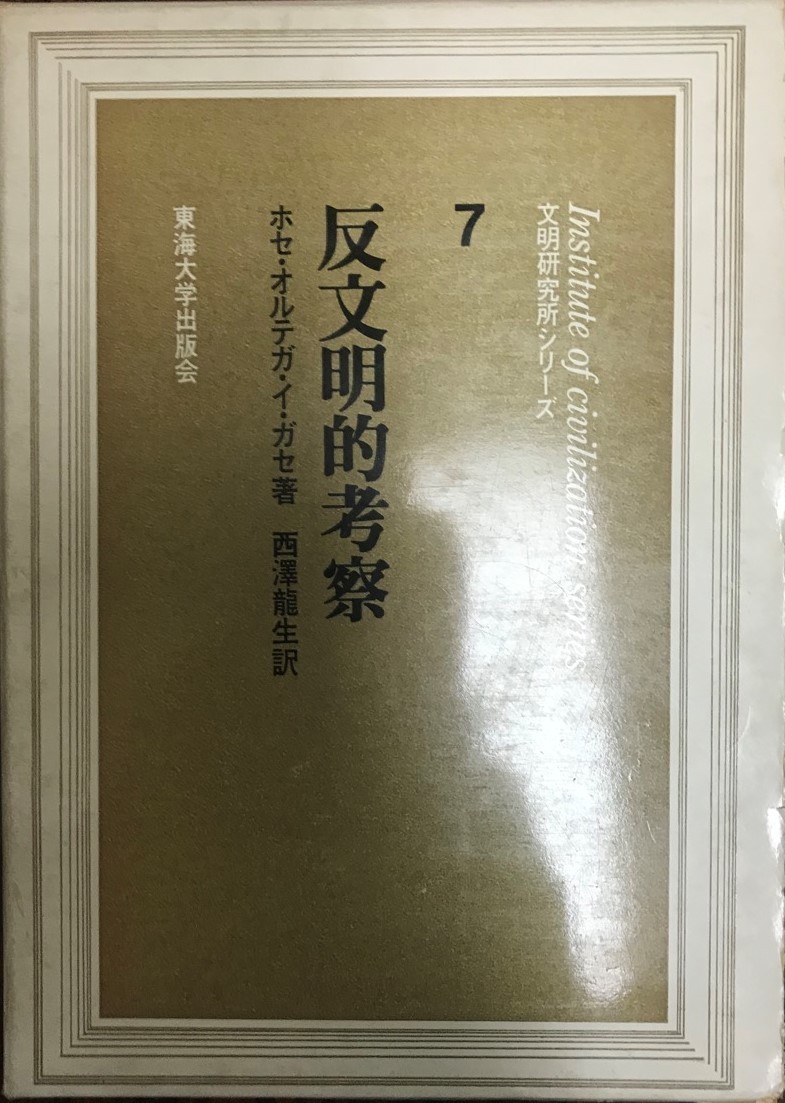 Institute of civilization series
文明研究所シリーズ
7
反文明的考察
ホセ・オルテガ・イ・ガセ著 西澤龍生訳
東海大学出版会